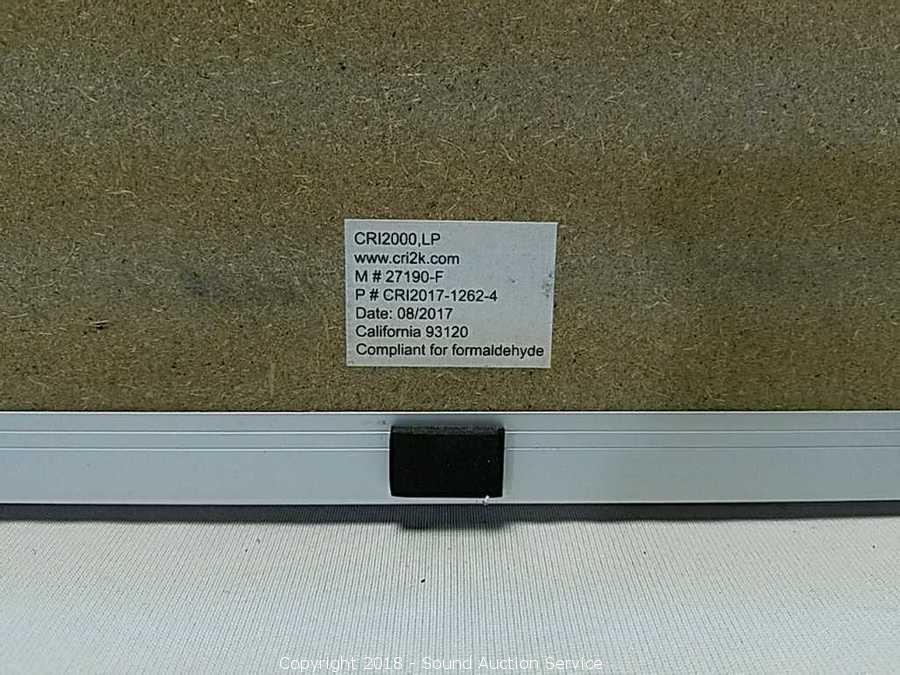 CRI2000,LP
www.cri2k.com
M # 27190-F
P # CRI2017-1262-4
Date: 08/2017
California 93120
Compliant for formaldehyde
Copyright 2018 - Sound Auction Service